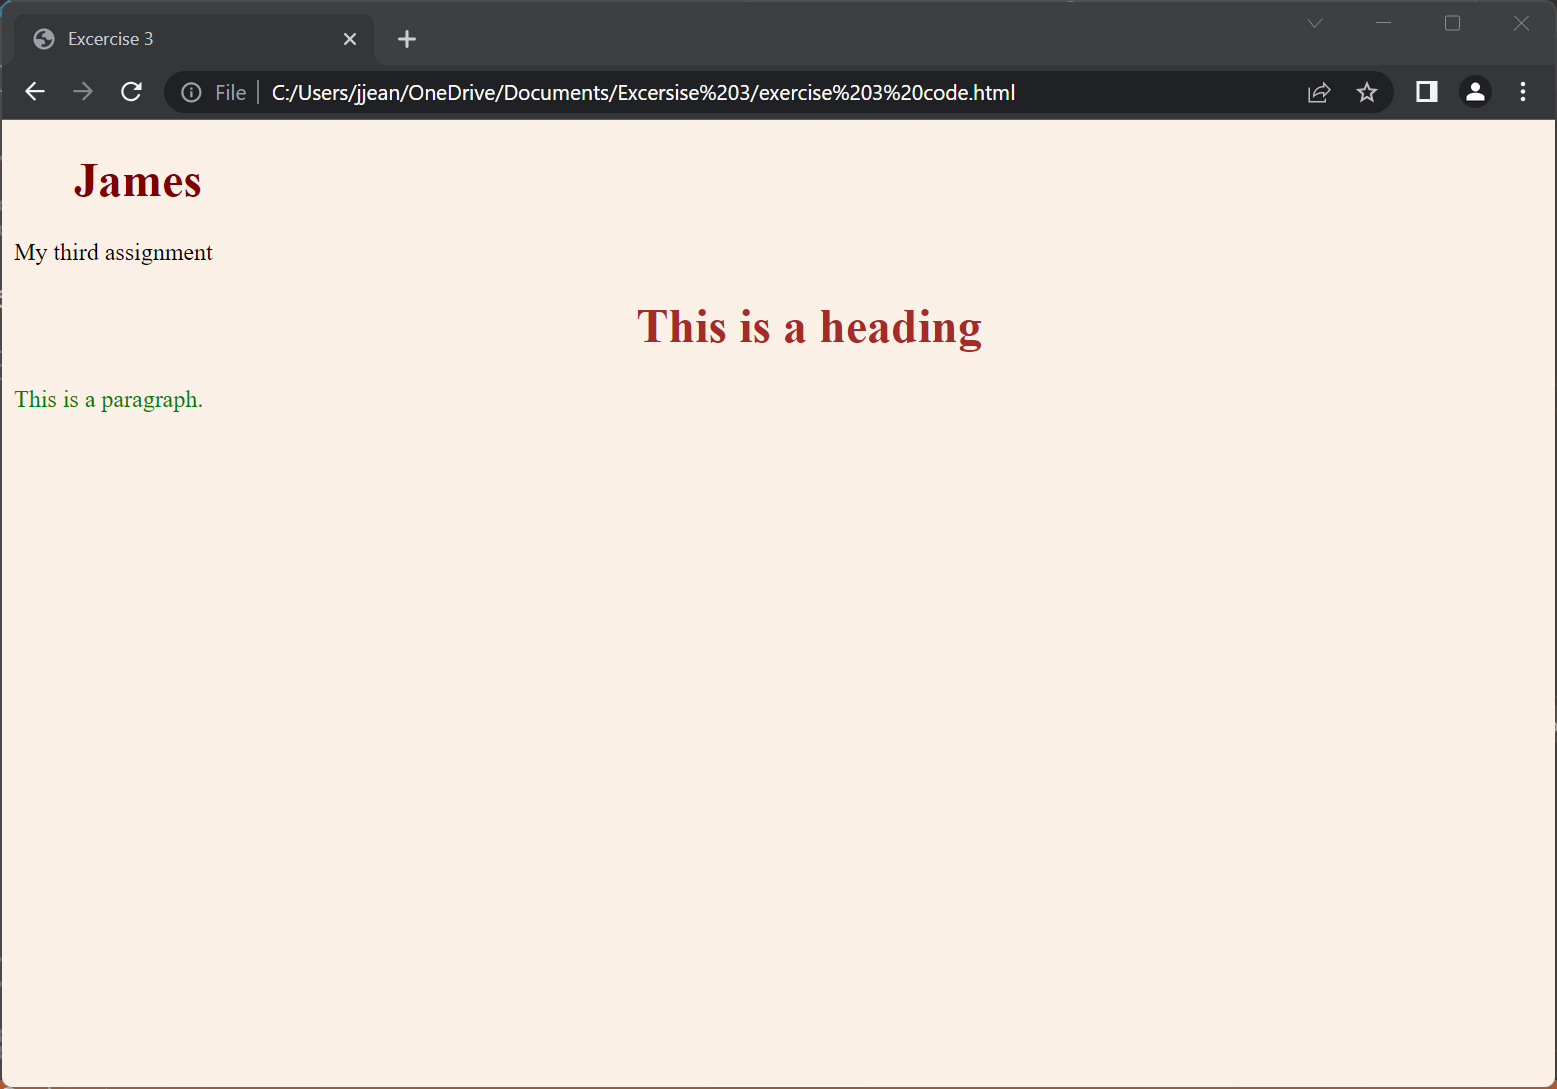 Excercise 3
File C:/Users/jjean/OneDrive/Documents/Excersise%203/exercise%203%20code.html
James
My third assignment
This is a heading
This is a paragraph.